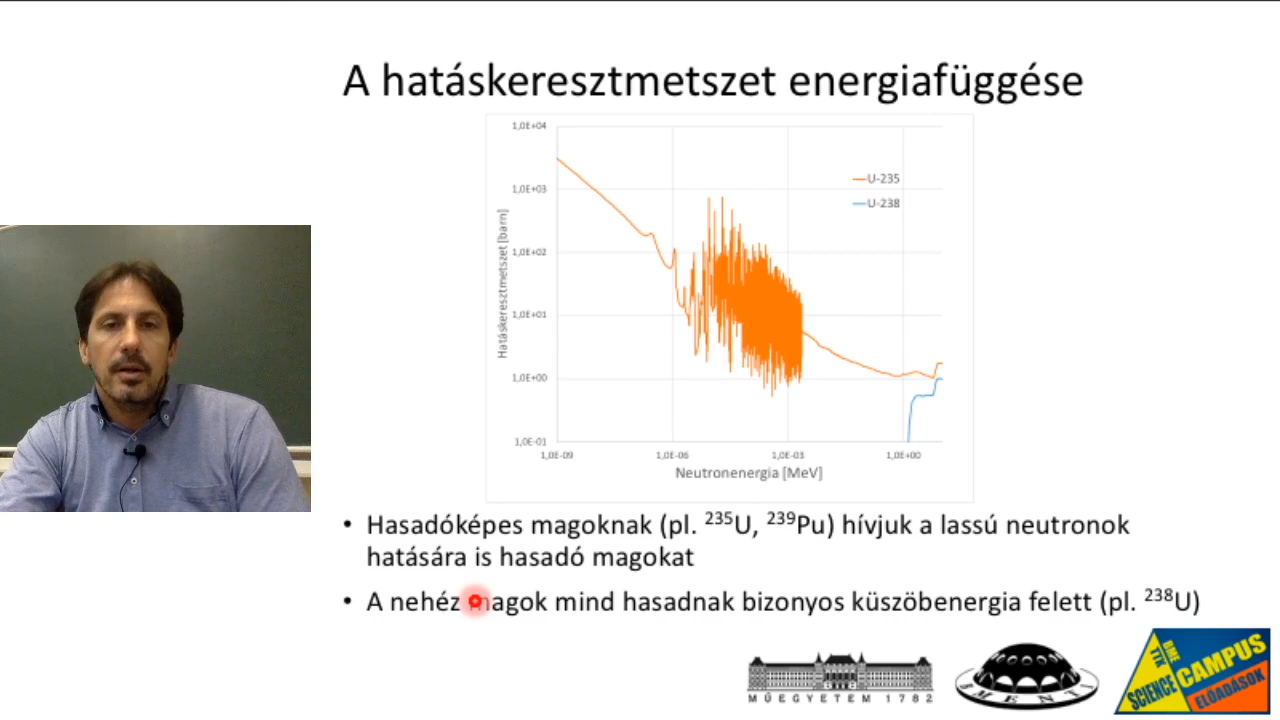 A hatáskeresztmetszet energiafüggése
1,0E+04
1,0E+03
1,0E+02
1,0E+01
1,0E+00
1,0E-01
Hatáskeresztmetszet [barn]
U-235
U-238
1,0E-09 1,0E-06 1,0E-03 1,0E+00
Neutronenergia [MeV]
• Hasadóképes magoknak (pl. ²³⁵U, ²³⁹Pu) hívjuk a lassú neutronok
hatására is hasadó magokat
• A nehéz magok mind hasadnak bizonyos küszöbenergia felett (pl. ²³⁸U)
MŰEGYETEM 1782
SMENTI
BME
TTK
SCIENCE
CAMPUS
ELŐADÁSOK